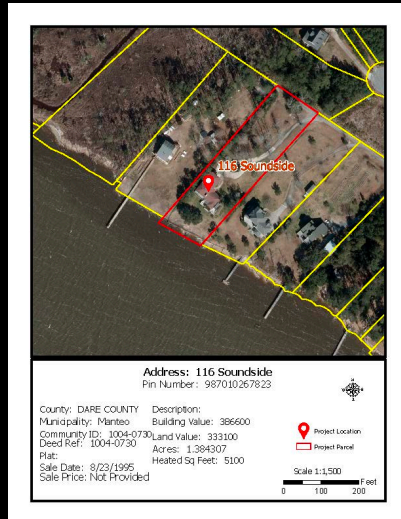 116 Soundside
Address: 116 Soundside
Pin Number: 987010267823
County: DARE COUNTY
Municipality: Manteo
Community ID: 1004-0730
Deed Ref: 1004-0730
Plat:
Sale Date: 8/23/1995
Sale Price: Not Provided
Description:
Building Value: 386600
Land Value: 333100
Acres: 1.384307
Heated Sq Feet: 5100
Project Location
Project Parcel
Scale 1:1,500
Feet
0 100 200